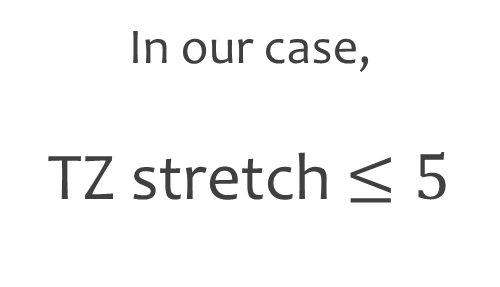 In our case,
TZ stretch ≤ 5